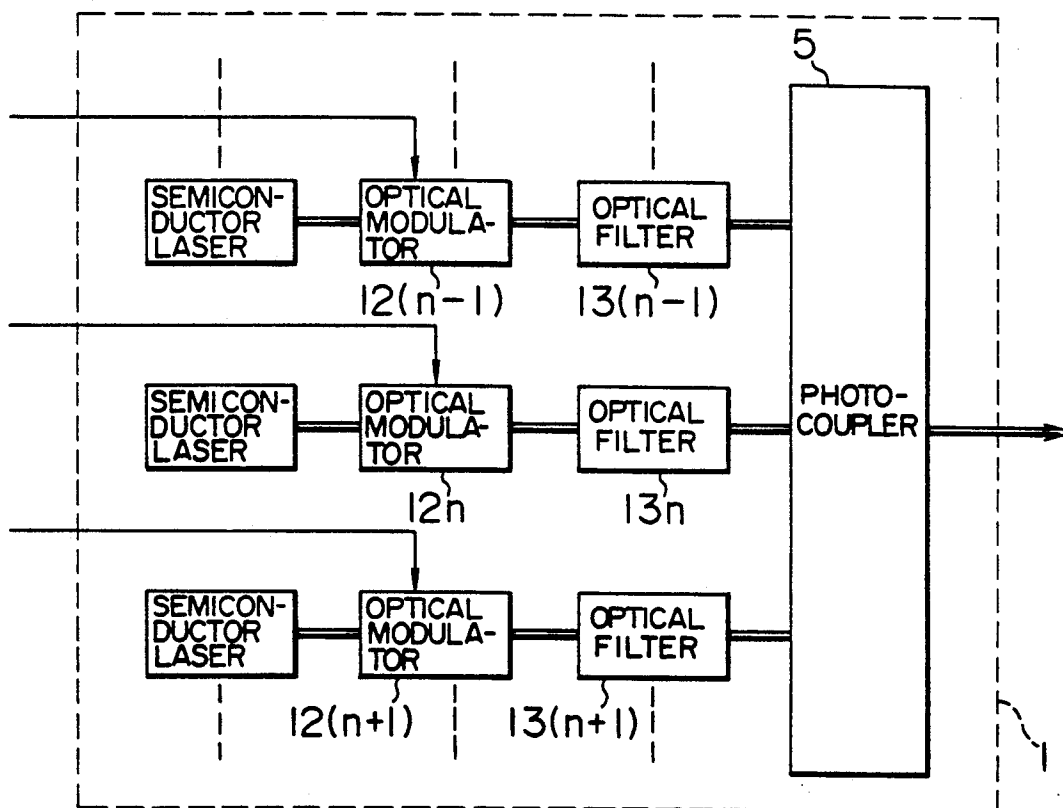 5
SEMICON-
DUCTOR
LASER
OPTICAL
MODULA-
TOR
OPTICAL
FILTER
12(n-1)
13(n-1)
SEMICON-
DUCTOR
LASER
OPTICAL
MODULA-
TOR
OPTICAL
FILTER
PHOTO-
COUPLER
12n
13n
SEMICON-
DUCTOR
LASER
OPTICAL
MODULA-
TOR
OPTICAL
FILTER
12(n+1)
13(n+1)
1